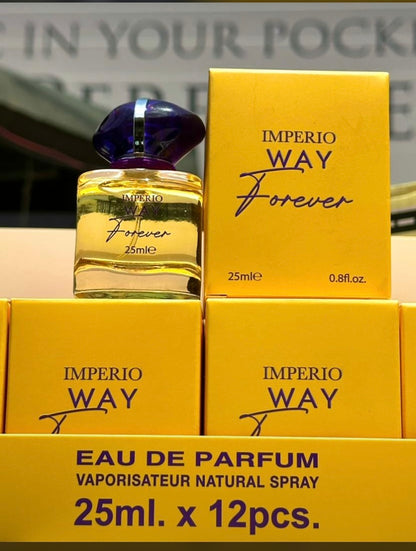 IN YOUR POCKE
IMPERIO
WAY
Forever
25ml℮
IMPERIO
WAY
Forever
25ml℮ 0.8fl.oz.
IMPERIO
WAY
IMPERIO
WAY
EAU DE PARFUM
VAPORISATEUR NATURAL SPRAY
25ml. x 12pcs.